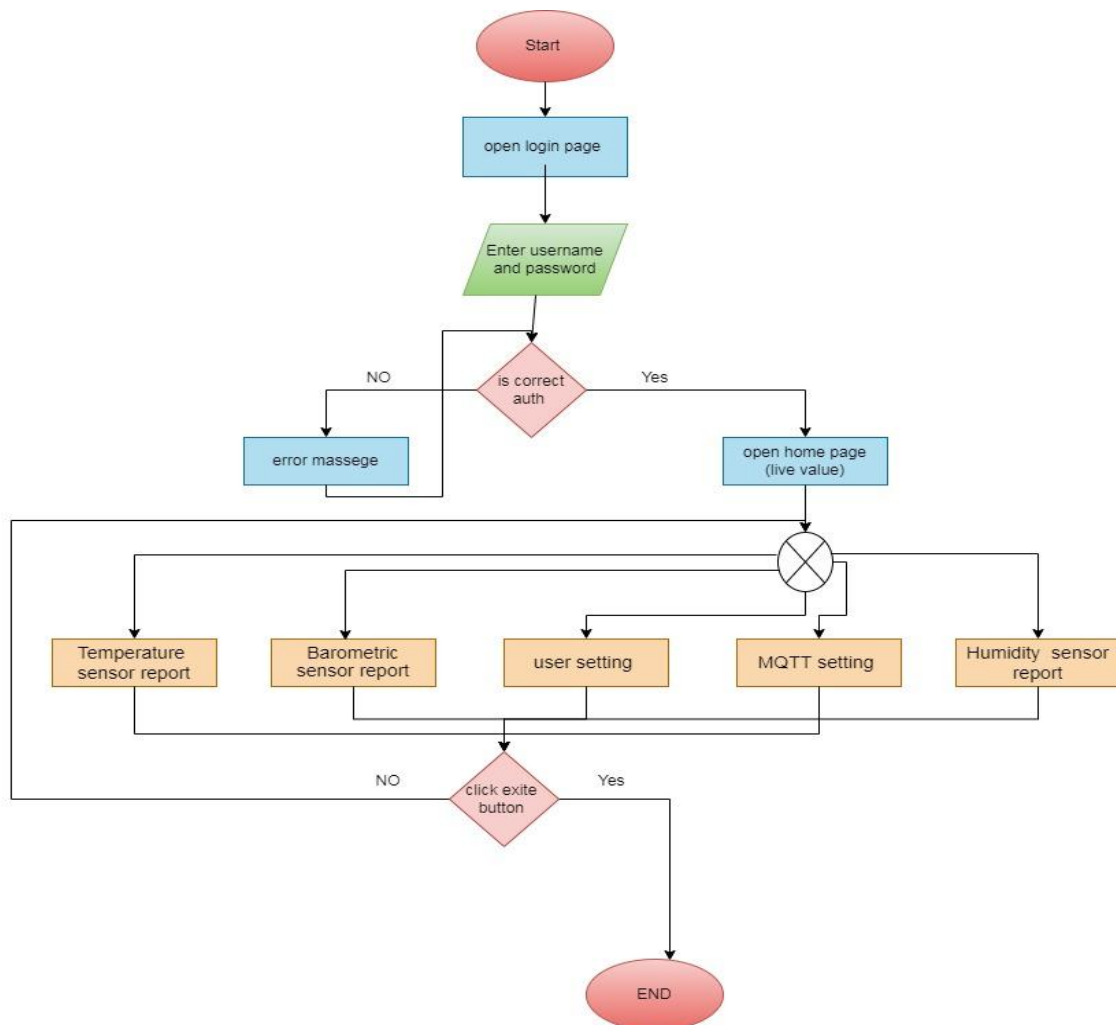 Start
open login page
Enter username
and password
is correct
auth
NO
Yes
error massege
open home page
(live value)
Temperature
sensor report
Barometric
sensor report
user setting
MQTT setting
Humidity sensor
report
click exite
button
NO
Yes
END